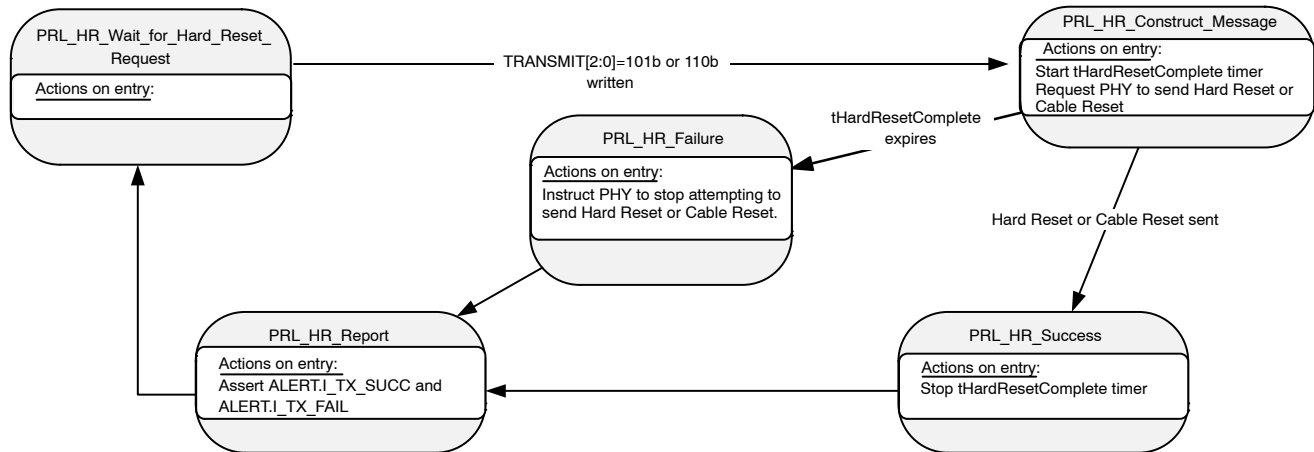 PRL_HR_Wait_for_Hard_Reset_
Request
Actions on entry:
TRANSMIT[2:0]=101b or 110b
written
PRL_HR_Construct_Message
Actions on entry:
Start tHardResetComplete timer
Request PHY to send Hard Reset or
Cable Reset
tHardResetComplete
expires
PRL_HR_Failure
Actions on entry:
Instruct PHY to stop attempting to
send Hard Reset or Cable Reset.
Hard Reset or Cable Reset sent
PRL_HR_Report
Actions on entry:
Assert ALERT.I_TX_SUCC and
ALERT.I_TX_FAIL
PRL_HR_Success
Actions on entry:
Stop tHardResetComplete timer